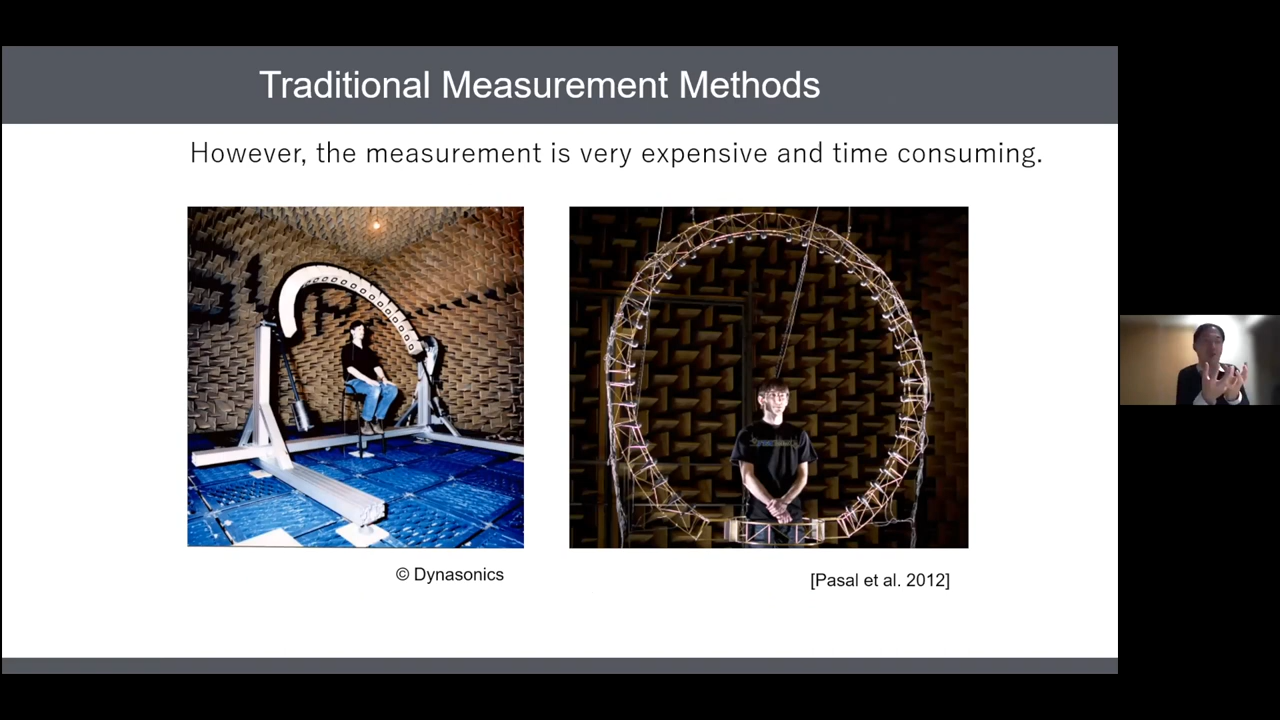 Traditional Measurement Methods
However, the measurement is very expensive and time consuming.
© Dynasonics
[Pasal et al. 2012]